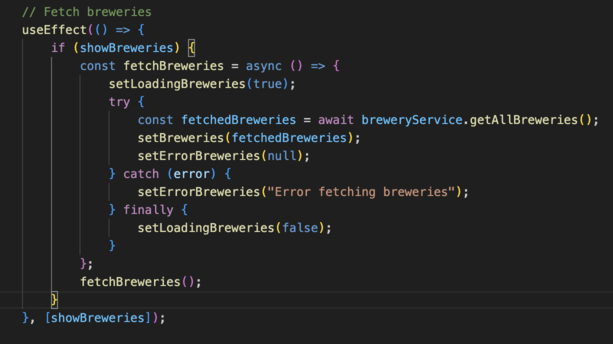 // Fetch breweries
useEffect(() => {
    if (showBreweries) {
        const fetchBreweries = async () => {
            setLoadingBreweries(true);
            try {
                const fetchedBreweries = await breweryService.getAllBreweries();
                setBreweries(fetchedBreweries);
                setErrorBreweries(null);
            } catch (error) {
                setErrorBreweries("Error fetching breweries");
            } finally {
                setLoadingBreweries(false);
            }
        };
        fetchBreweries();
    }
}, [showBreweries]);